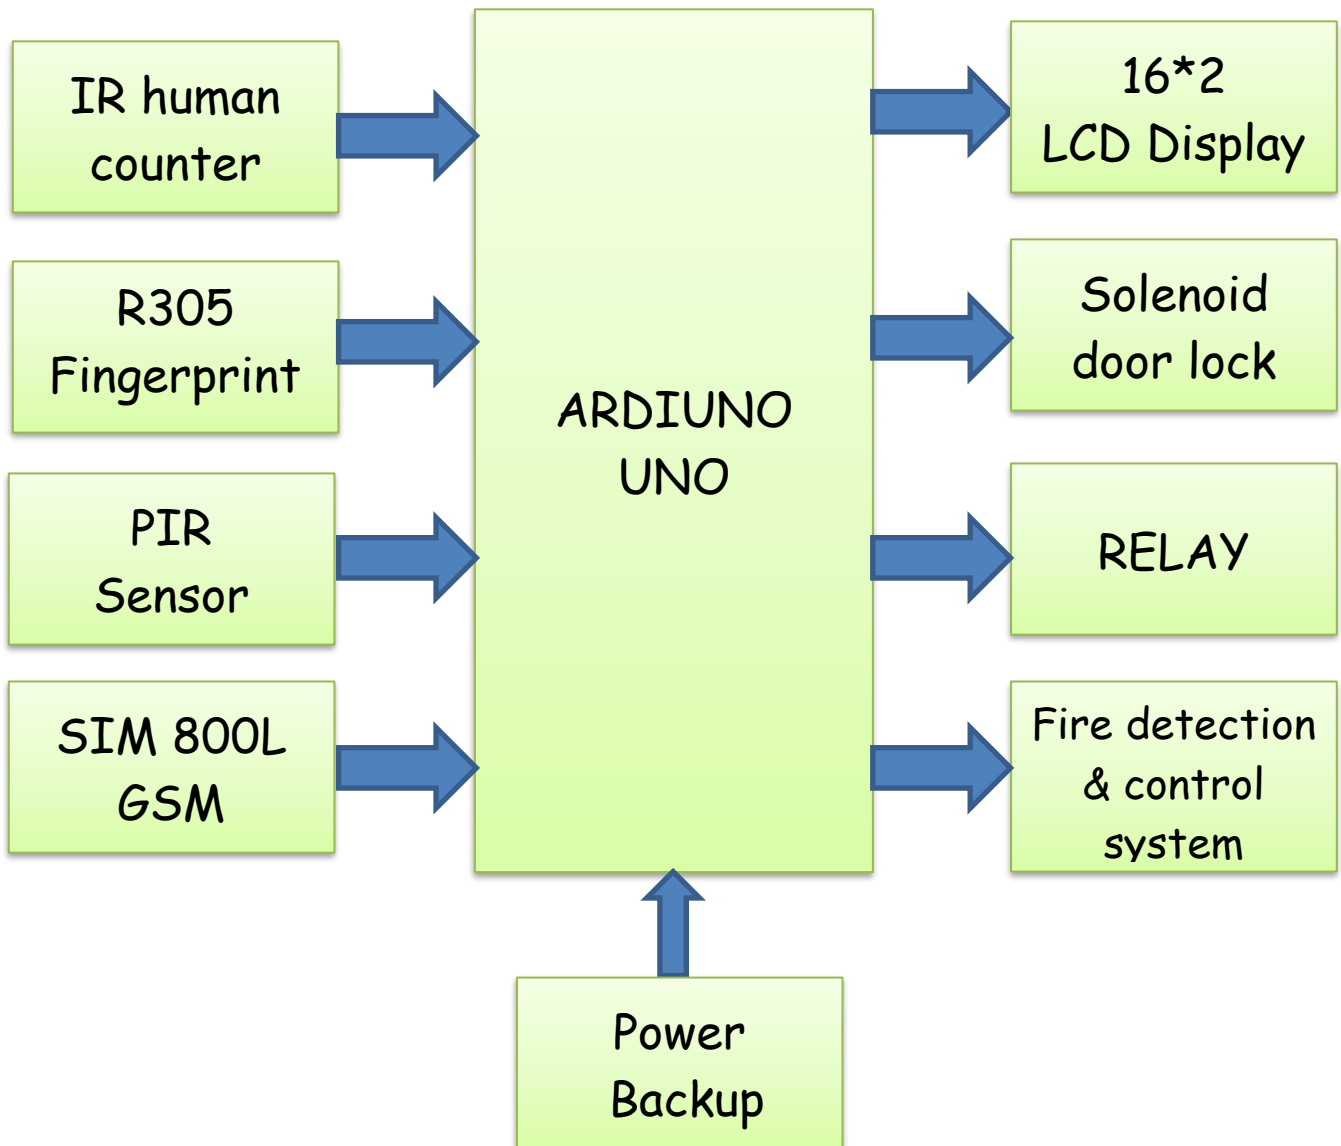 IR human
counter
R305
Fingerprint
PIR
Sensor
SIM 800L
GSM
ARDIUNO
UNO
16*2
LCD Display
Solenoid
door lock
RELAY
Fire detection
& control
system
Power
Backup